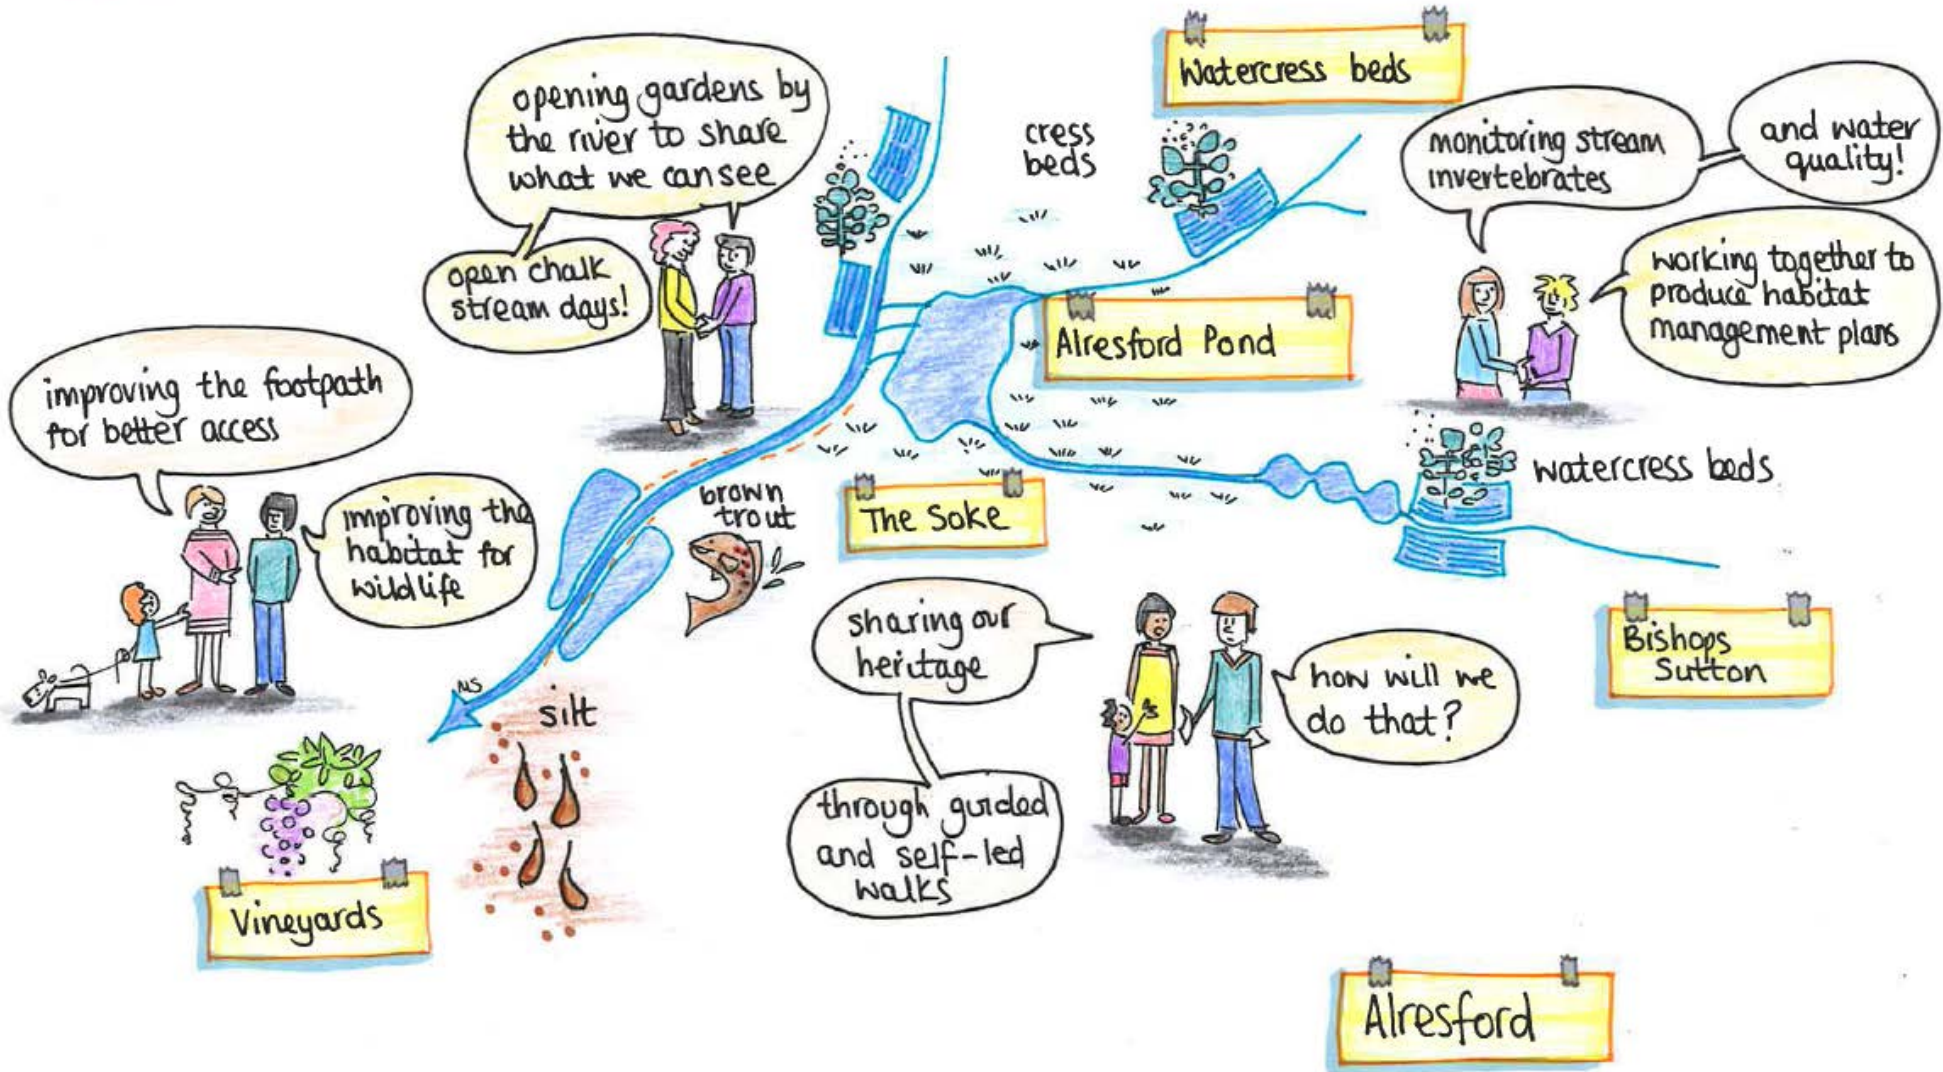 Watercress beds
opening gardens by
the river to share
what we can see
open chalk
stream days!
cress
beds
monitoring stream
invertebrates
and water
quality!
working together to
produce habitat
management plans
Alresford Pond
improving the footpath
for better access
improving the
habitat for
wildlife
brown
trout
The Soke
watercress beds
Bishops
Sutton
sharing our
heritage
how will we
do that?
through guided
and self-led
walks
NS
silt
Vineyards
Alresford